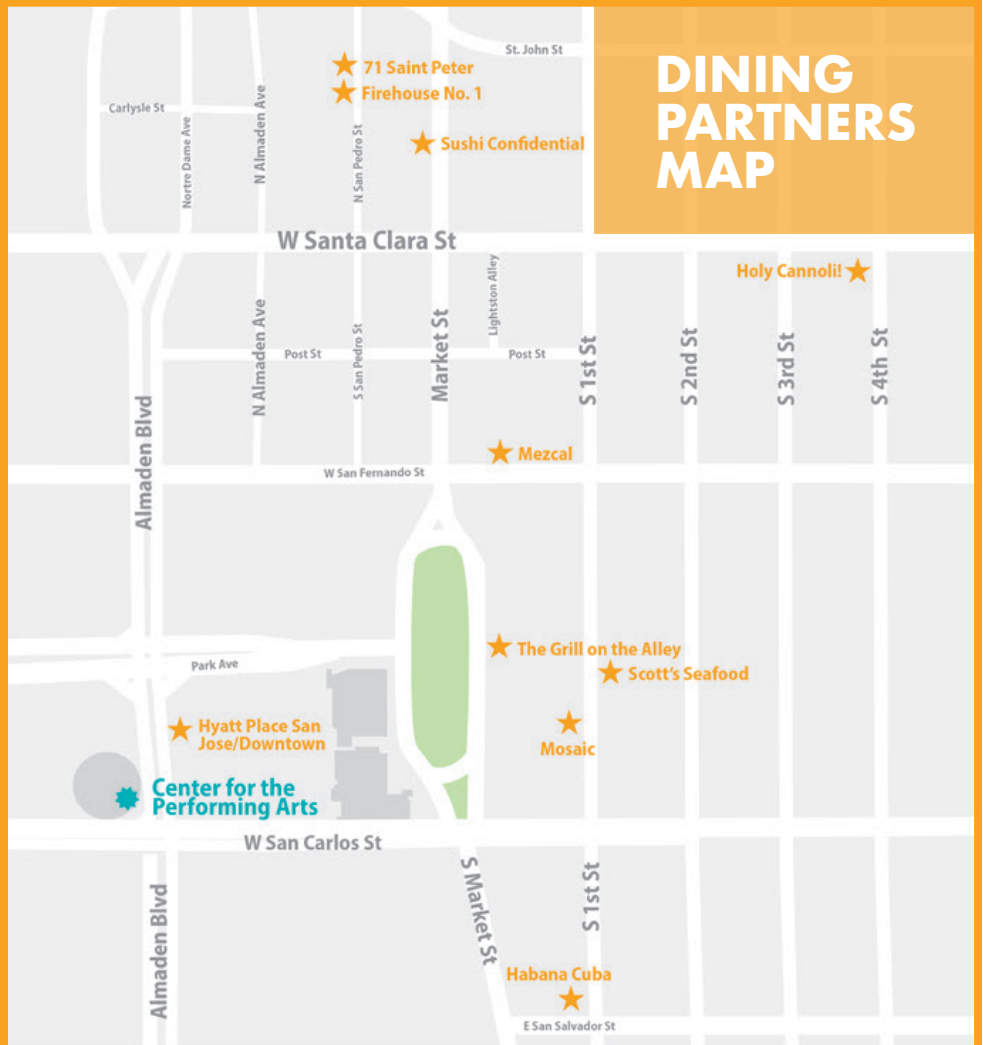 DINING
PARTNERS
MAP
St. John St
71 Saint Peter
Firehouse No. 1
Carlysle St
Nortre Dame Ave
N Almaden Ave
N San Pedro St
Sushi Confidential
W Santa Clara St
Holy Cannoli!
Lightston Alley
N Almaden Ave
Post St
S San Pedro St
Market St
Post St
S 1st St
S 2nd St
S 3rd St
S 4th St
Almaden Blvd
Mezcal
W San Fernando St
The Grill on the Alley
Park Ave
Scott's Seafood
Hyatt Place San
Jose/Downtown
Mosaic
Center for the
Performing Arts
W San Carlos St
Almaden Blvd
S Market St
S 1st St
Habana Cuba
E San Salvador St